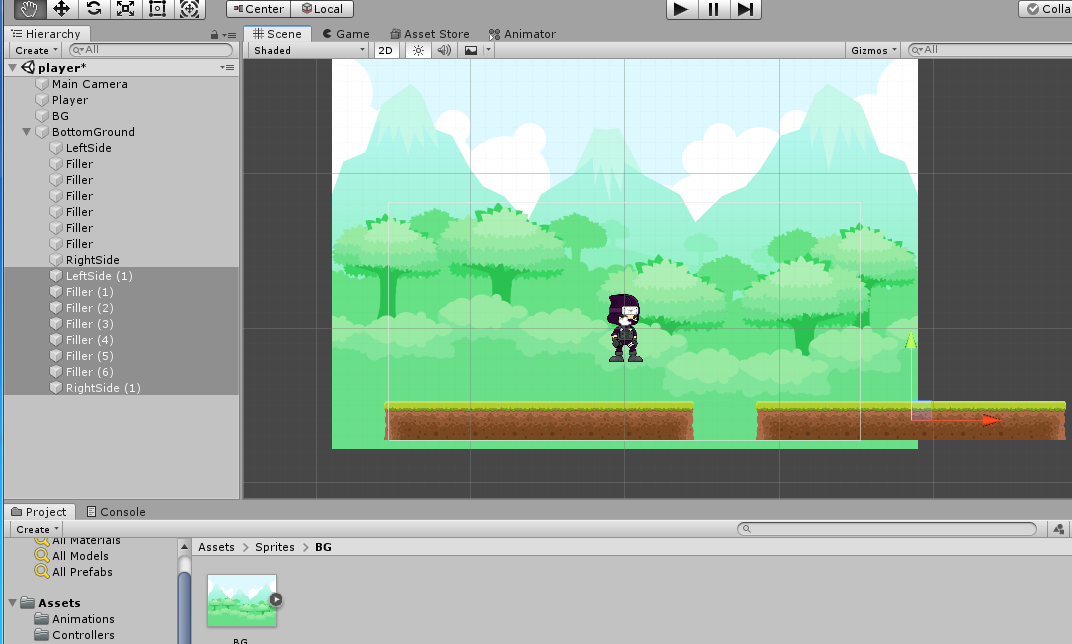 Center Local Colla
Hierarchy Scene Game Asset Store Animator
Create All Shaded 2D Gizmos All
player*
Main Camera
Player
BG
BottomGround
LeftSide
Filler
Filler
Filler
Filler
Filler
Filler
RightSide
LeftSide (1)
Filler (1)
Filler (2)
Filler (3)
Filler (4)
Filler (5)
Filler (6)
RightSide (1)
Project Console
Create
All Materials
All Models
All Prefabs
Assets
Animations
Controllers
Assets > Sprites > BG
BG